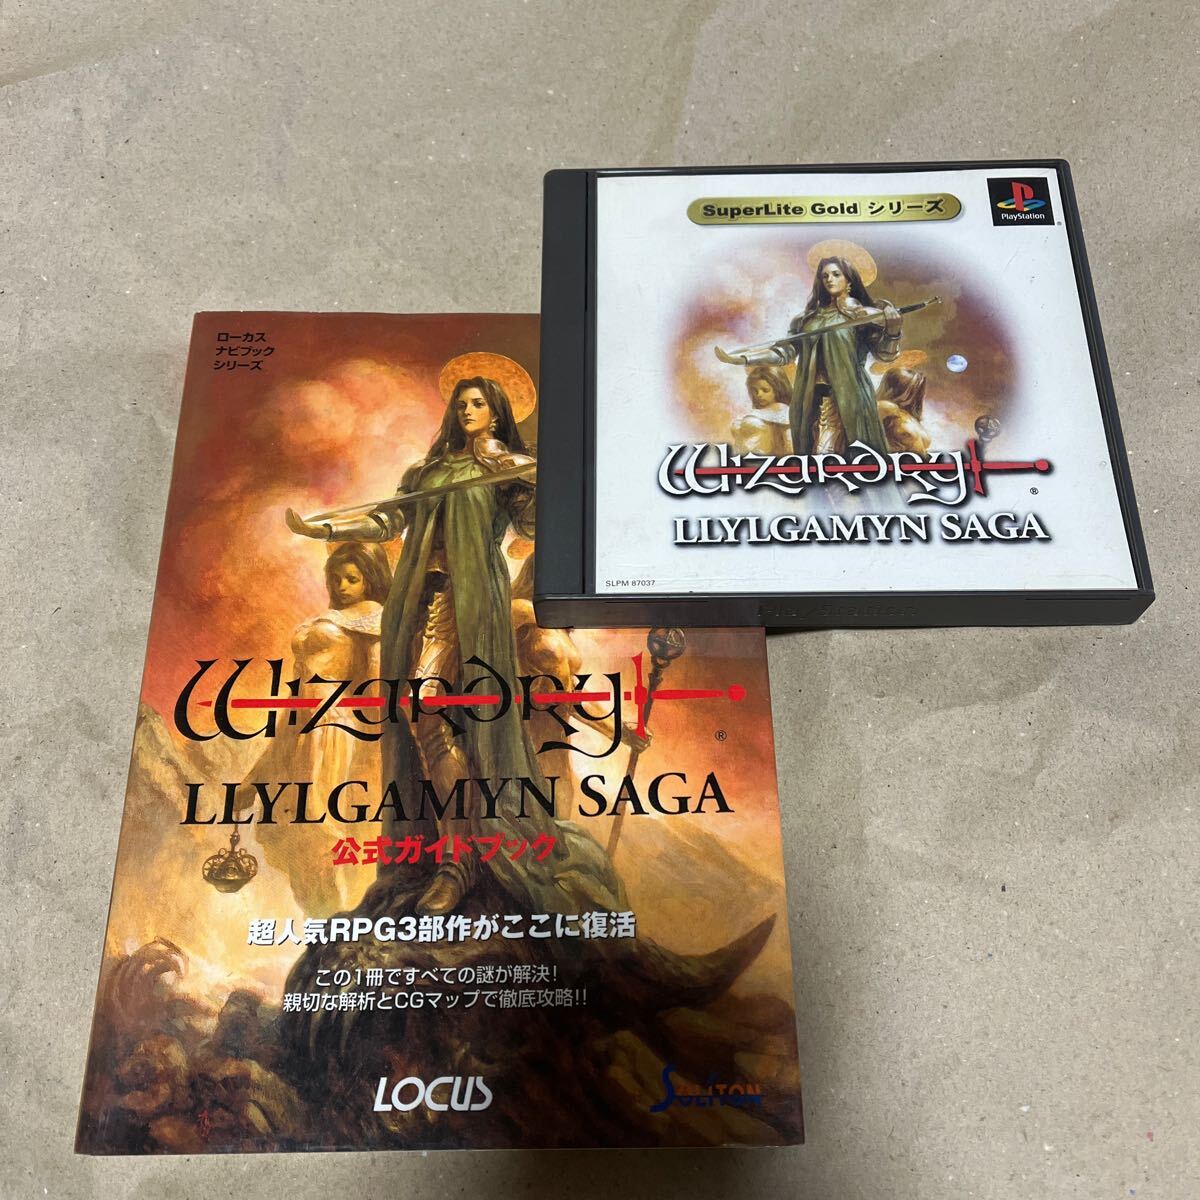 ローカス
ナビブック
シリーズ
Wizardry
®
LLYLGAMYN SAGA
公式ガイドブック
超人気RPG3部作がここに復活
この1冊ですべての謎が解決!
親切な解析とCGマップで徹底攻略!!
LOCUS
SOLITON
SuperLite Gold シリーズ
PlayStation
®
Wizardry
®
LLYLGAMYN SAGA
SLPM 87037
PlayStation